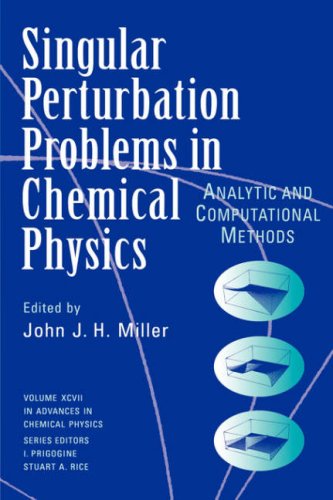 Singular
Perturbation
Problems in
Chemical
Physics
ANALYTIC AND
COMPUTATIONAL
METHODS
Edited by
John J. H. Miller
VOLUME XCVII
IN ADVANCES IN
CHEMICAL PHYSICS
SERIES EDITORS
I. PRIGOGINE
STUART A. RICE